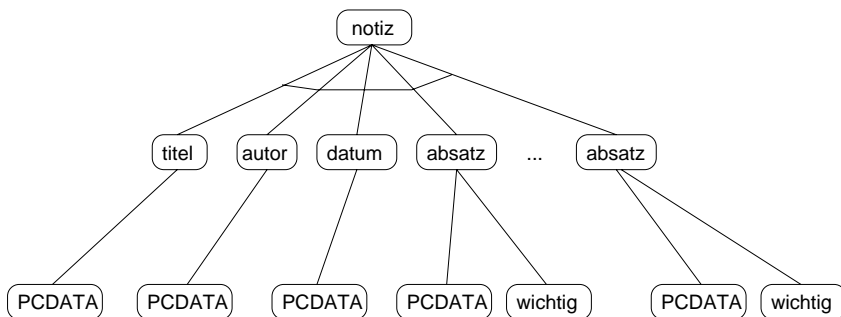 notiz
titel autor datum absatz ... absatz
PCDATA PCDATA PCDATA PCDATA wichtig PCDATA wichtig